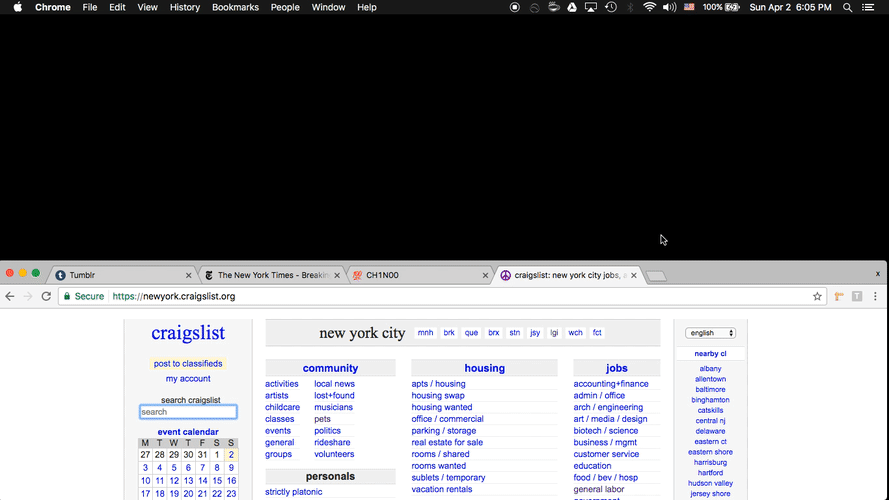 Chrome File Edit View History Bookmarks People Window Help 100% Sun Apr 2 6:05 PM
Tumblr The New York Times - Breakin CH1N00 craigslist: new york city jobs, a x
Secure https://newyork.craigslist.org
craigslist
post to classifieds
my account
search craigslist
search
event calendar
M T W T F S S
27 28 29 30 31 1 2
3 4 5 6 7 8 9
10 11 12 13 14 15 16
17 18 19 20 21 22 23
new york city mnh brk que brx stn jsy lgi wch fct
community
activities local news
artists lost+found
childcare musicians
classes pets
events politics
general rideshare
groups volunteers
personals
strictly platonic
housing
apts / housing
housing swap
housing wanted
office / commercial
parking / storage
real estate for sale
rooms / shared
rooms wanted
sublets / temporary
vacation rentals
jobs
accounting+finance
admin / office
arch / engineering
art / media / design
biotech / science
business / mgmt
customer service
education
food / bev / hosp
general labor
government
english
nearby cl
albany
allentown
baltimore
binghamton
catskills
central nj
delaware
eastern ct
eastern shore
harrisburg
hartford
hudson valley
jersey shore